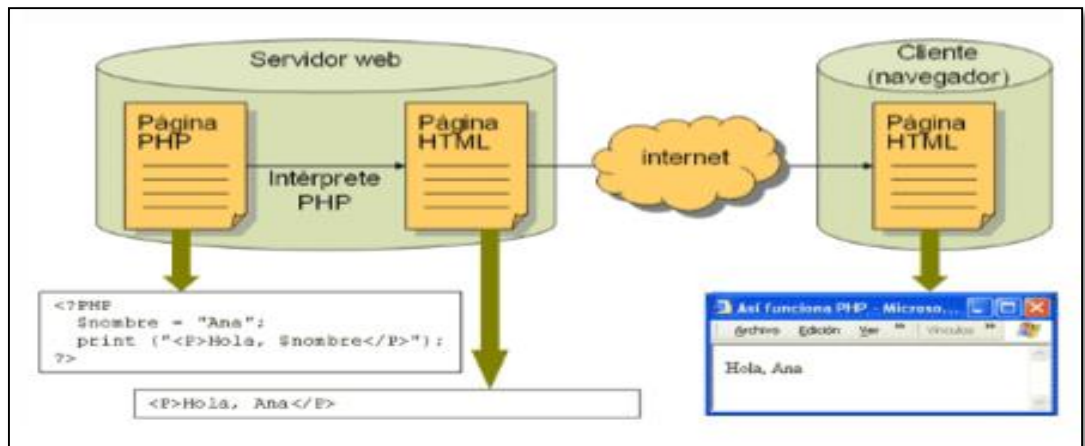 Servidor web
Cliente
(navegador)
Página
PHP
Intérprete
PHP
Página
HTML
internet
Página
HTML
<?PHP
$nombre = "Ana";
print ("<P>Hola, $nombre</P>");
?>
<P>Hola, Ana</P>
Así funciona PHP - Microso...
Archivo Edición Ver » Vínculos »
Hola, Ana